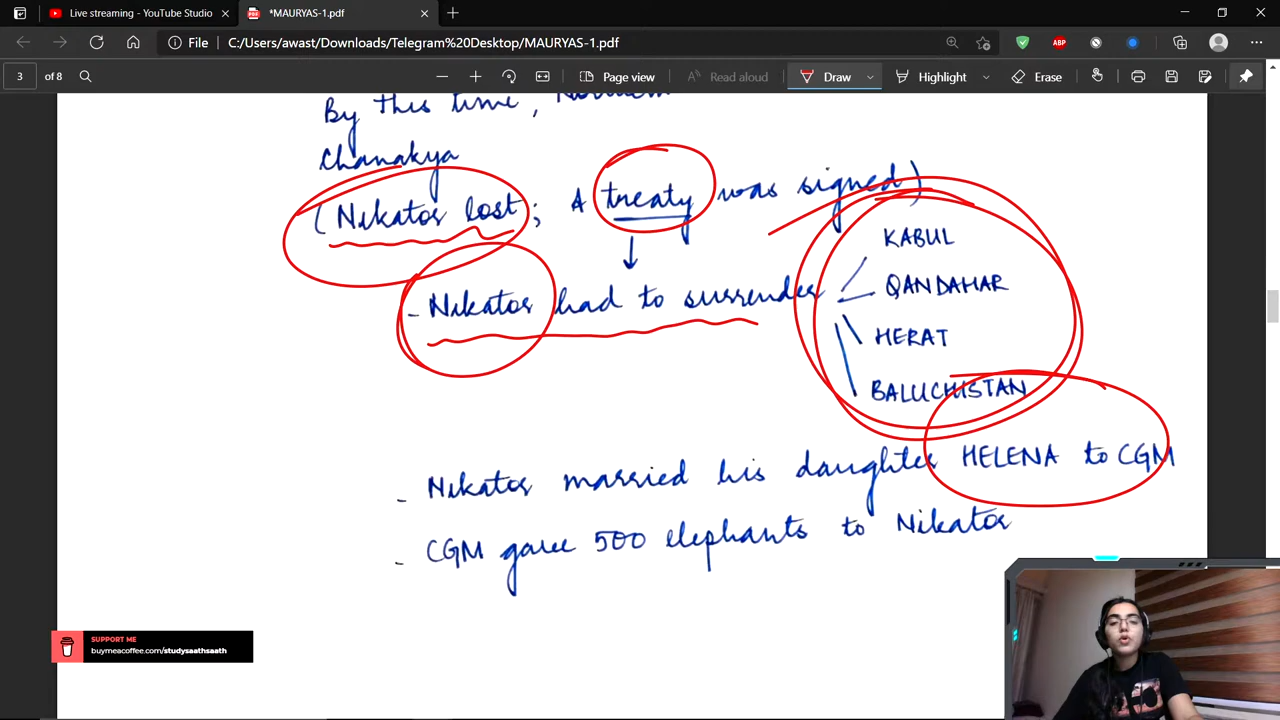 Live streaming - YouTube Studio
*MAURYAS-1.pdf
File
C:/Users/awast/Downloads/Telegram%20Desktop/MAURYAS-1.pdf
ABP
3 of 8
Page view
Read aloud
Draw
Highlight
Erase
By this time,
Chanakya
(Nikator lost; A treaty was signed)
- Nikator had to surrender
KABUL
QANDAHAR
HERAT
BALUCHISTAN
- Nikator married his daughter HELENA to CGM
- CGM gave 500 elephants to Nikator
SUPPORT ME
buymeacoffee.com/studysaathsaath